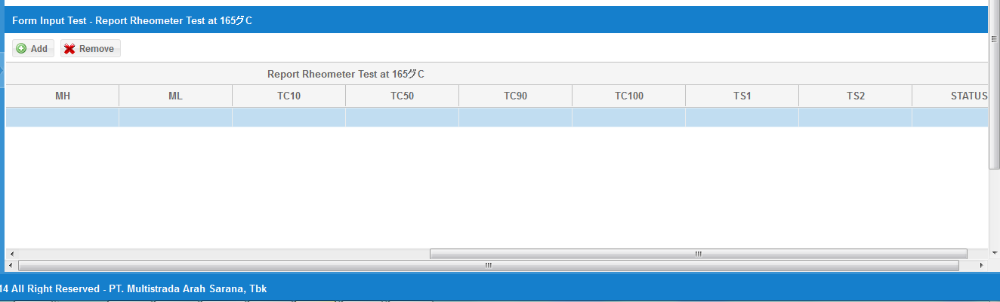 Form Input Test - Report Rheometer Test at 165グC
Add Remove
Report Rheometer Test at 165グC
MH ML TC10 TC50 TC90 TC100 TS1 TS2 STATUS
14 All Right Reserved - PT. Multistrada Arah Sarana, Tbk